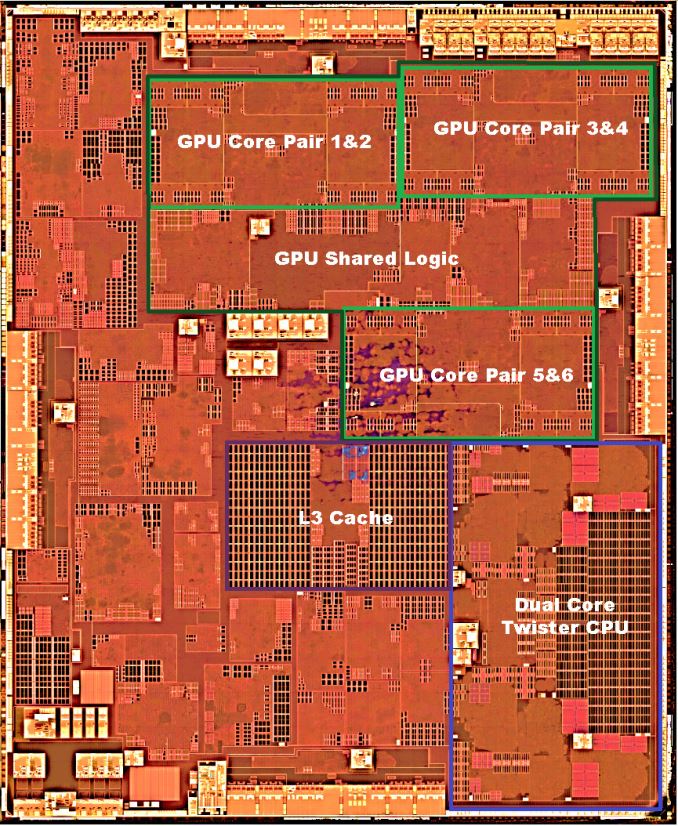 GPU Core Pair 1&2
GPU Core Pair 3&4
GPU Shared Logic
GPU Core Pair 5&6
L3 Cache
Dual Core
Twister CPU